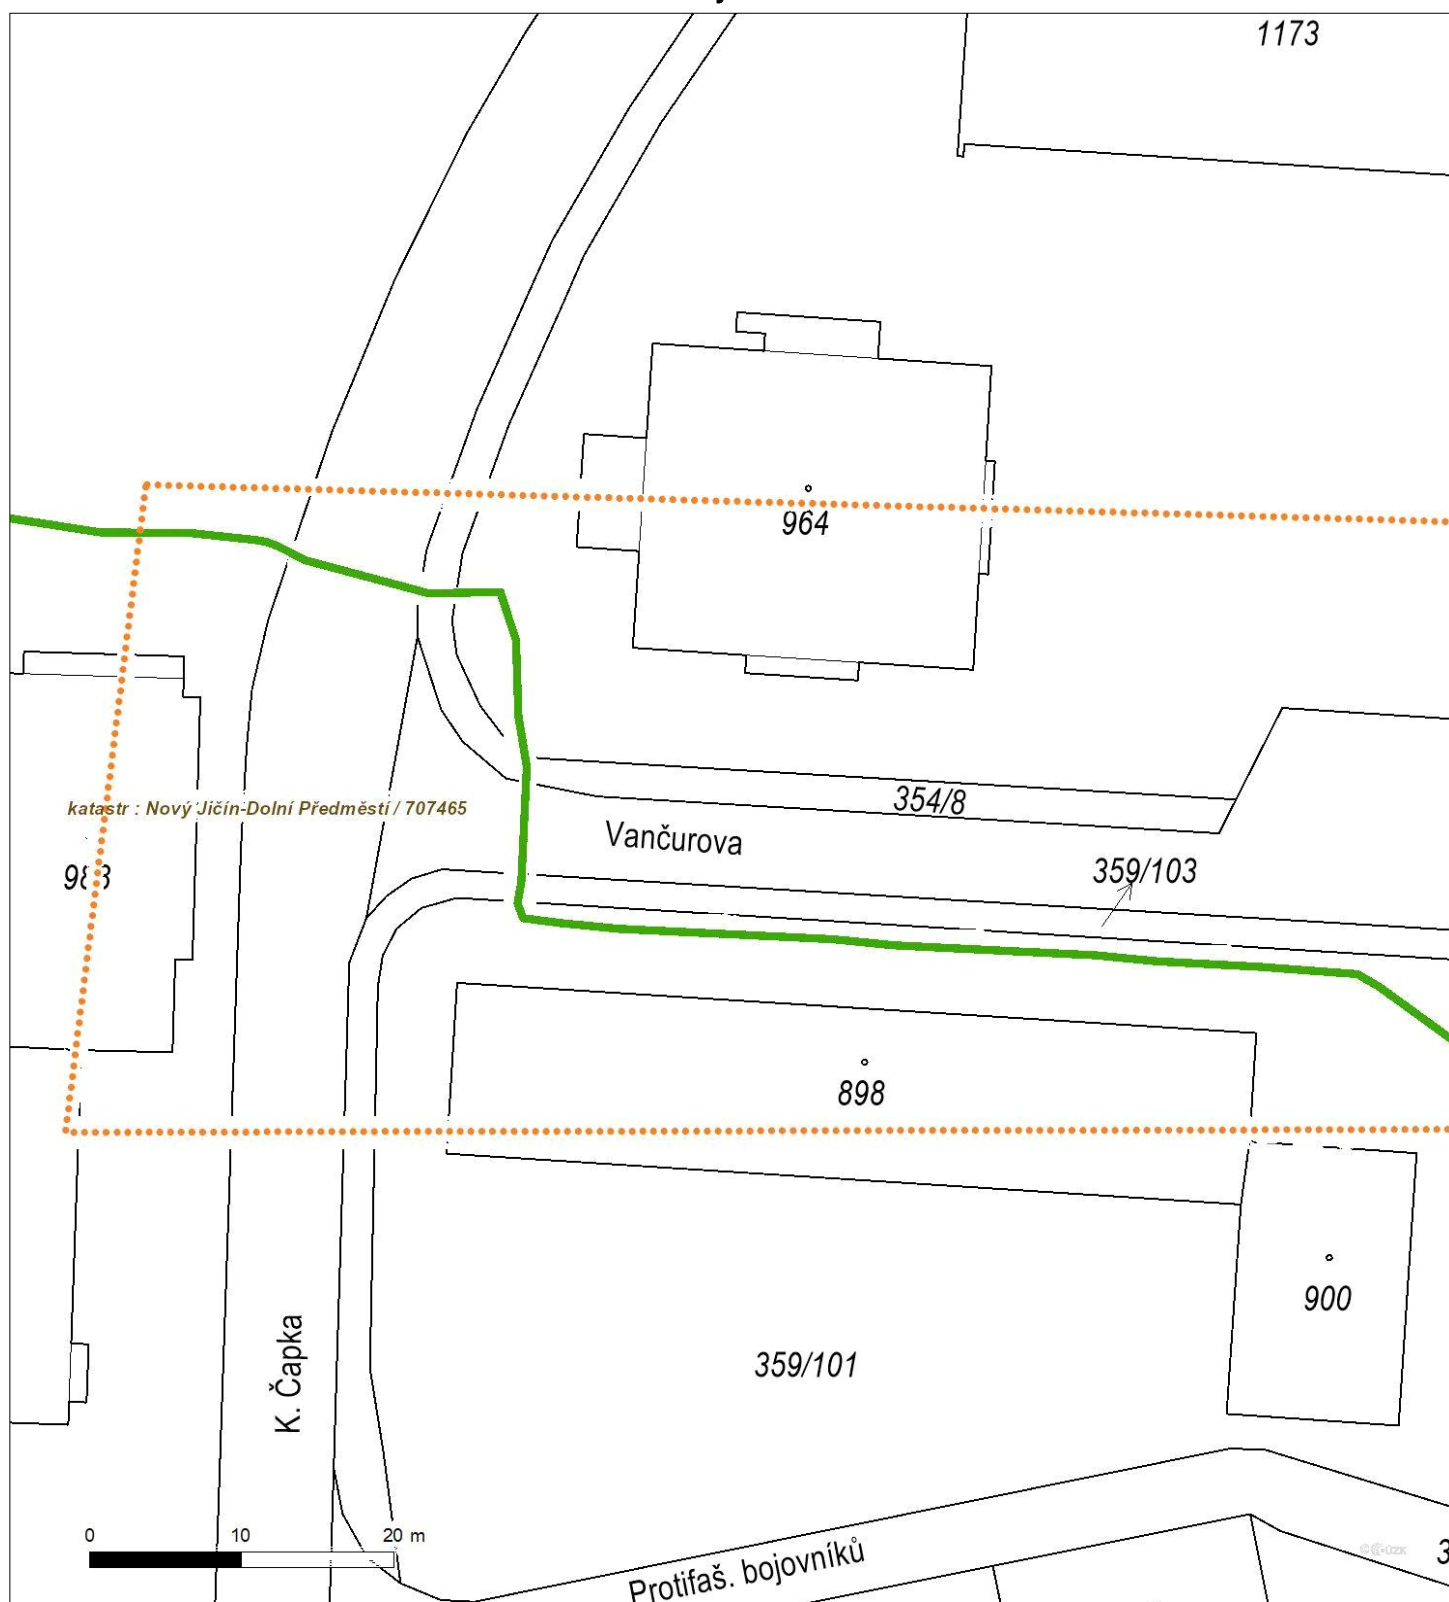 1173
964
katastr : Nový Jičín-Dolní Předměstí / 707465
354/8
Vančurova
359/103
983
898
900
K. Čapka
359/101
0 10 20 m
Protifaš. bojovníků